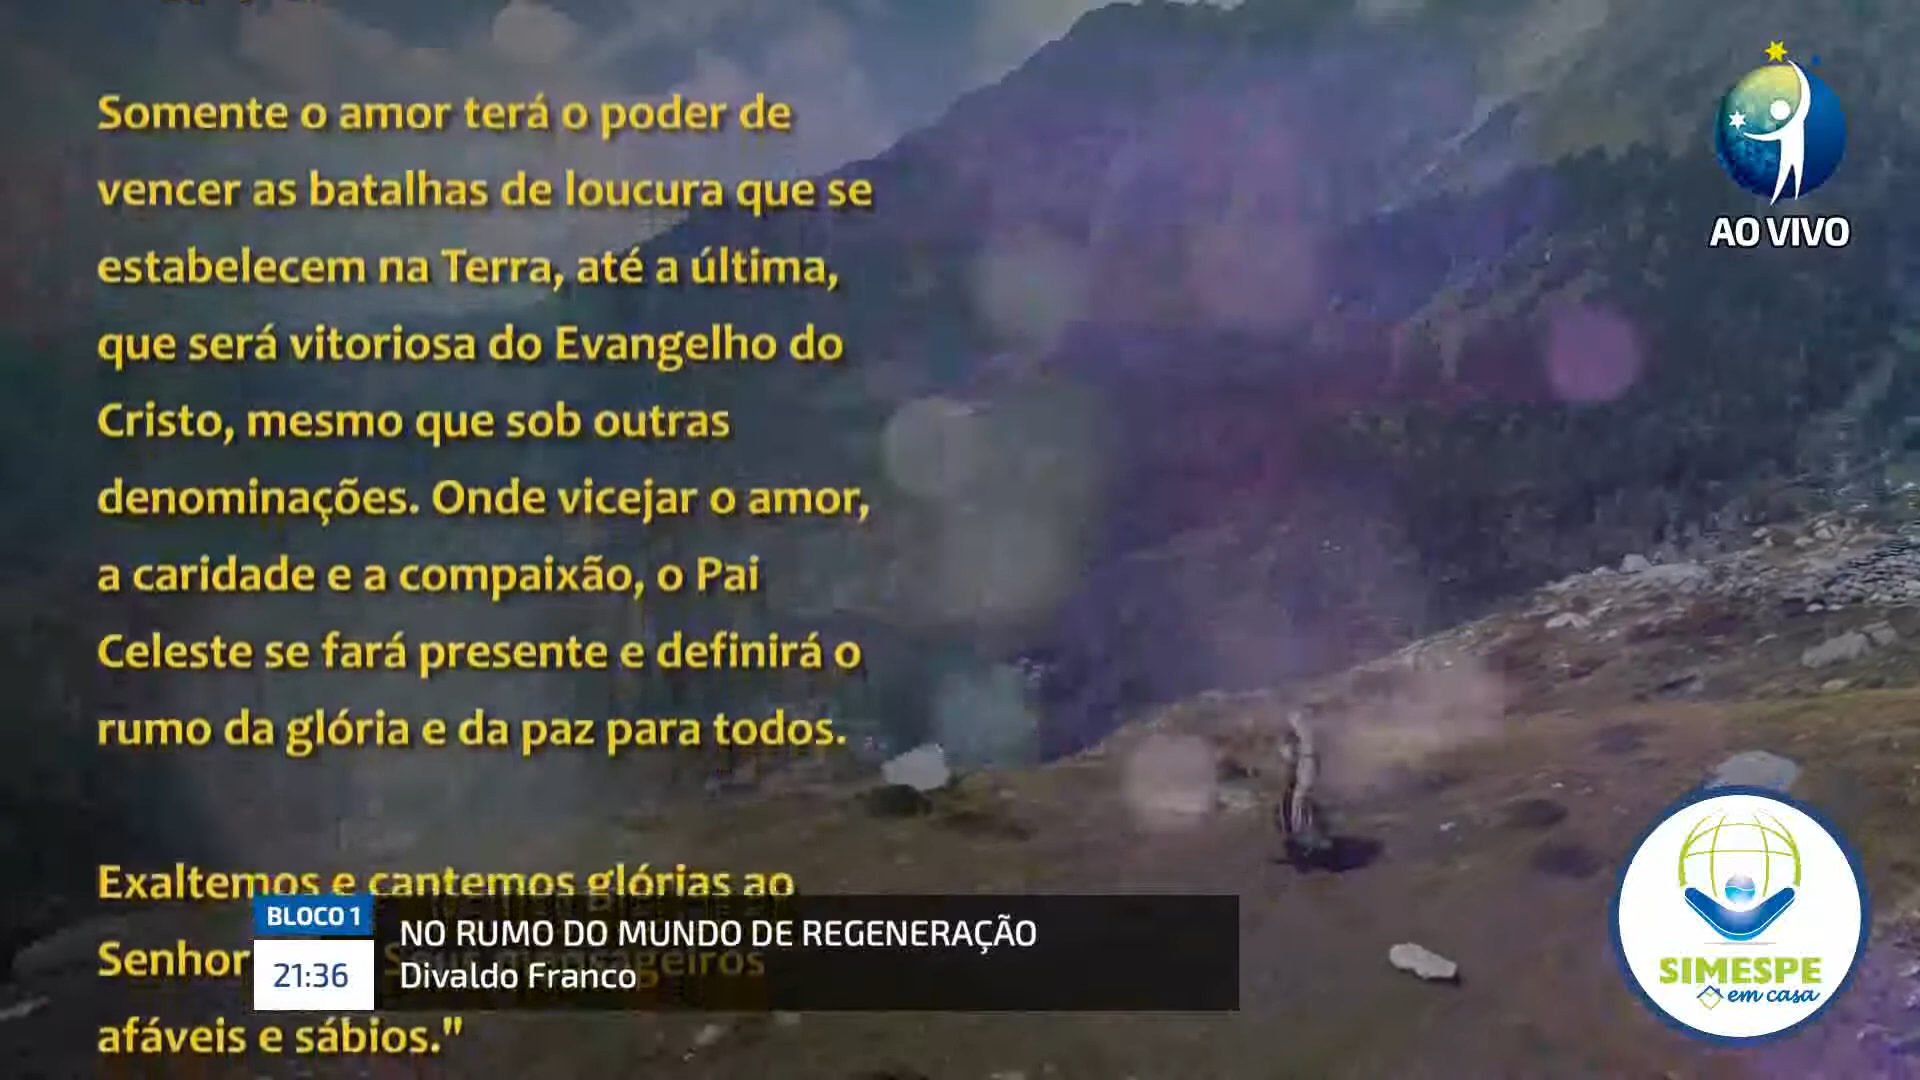 Somente o amor terá o poder de
vencer as batalhas de loucura que se
estabelecem na Terra, até a última,
que será vitoriosa do Evangelho do
Cristo, mesmo que sob outras
denominações. Onde vicejar o amor,
a caridade e a compaixão, o Pai
Celeste se fará presente e definirá o
rumo da glória e da paz para todos.
Exaltemos e cantemos glórias ao
Senhor
afáveis e sábios."
AO VIVO
BLOCO 1
21:36
NO RUMO DO MUNDO DE REGENERAÇÃO
Divaldo Franco
SIMESPE
em casa